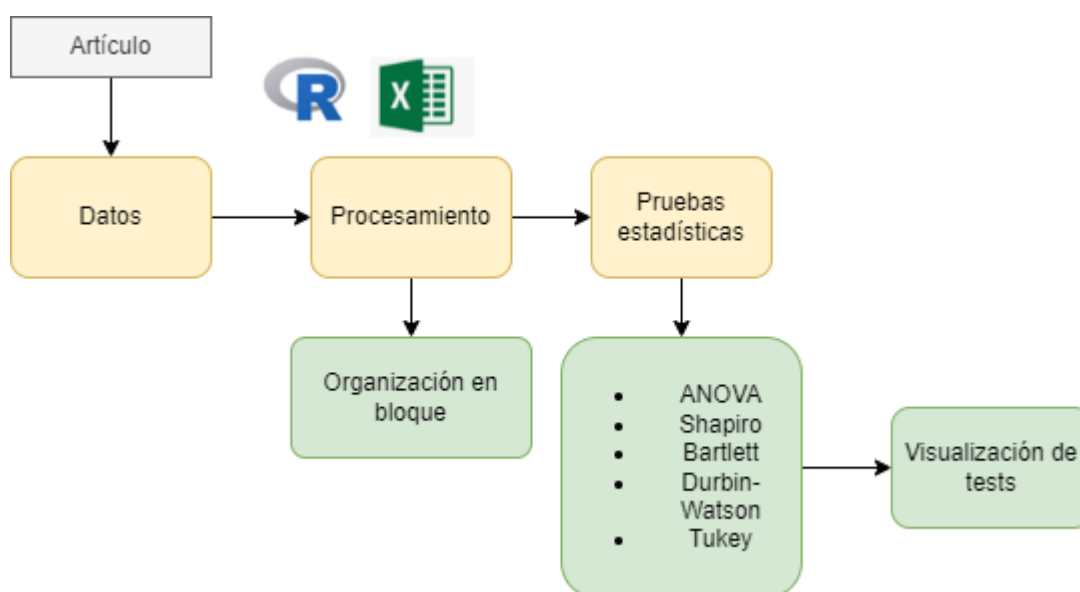 Artículo
R
X
Datos
Procesamiento
Pruebas
estadísticas
Organización en
bloque
• ANOVA
• Shapiro
• Bartlett
• Durbin-
Watson
• Tukey
Visualización de
tests